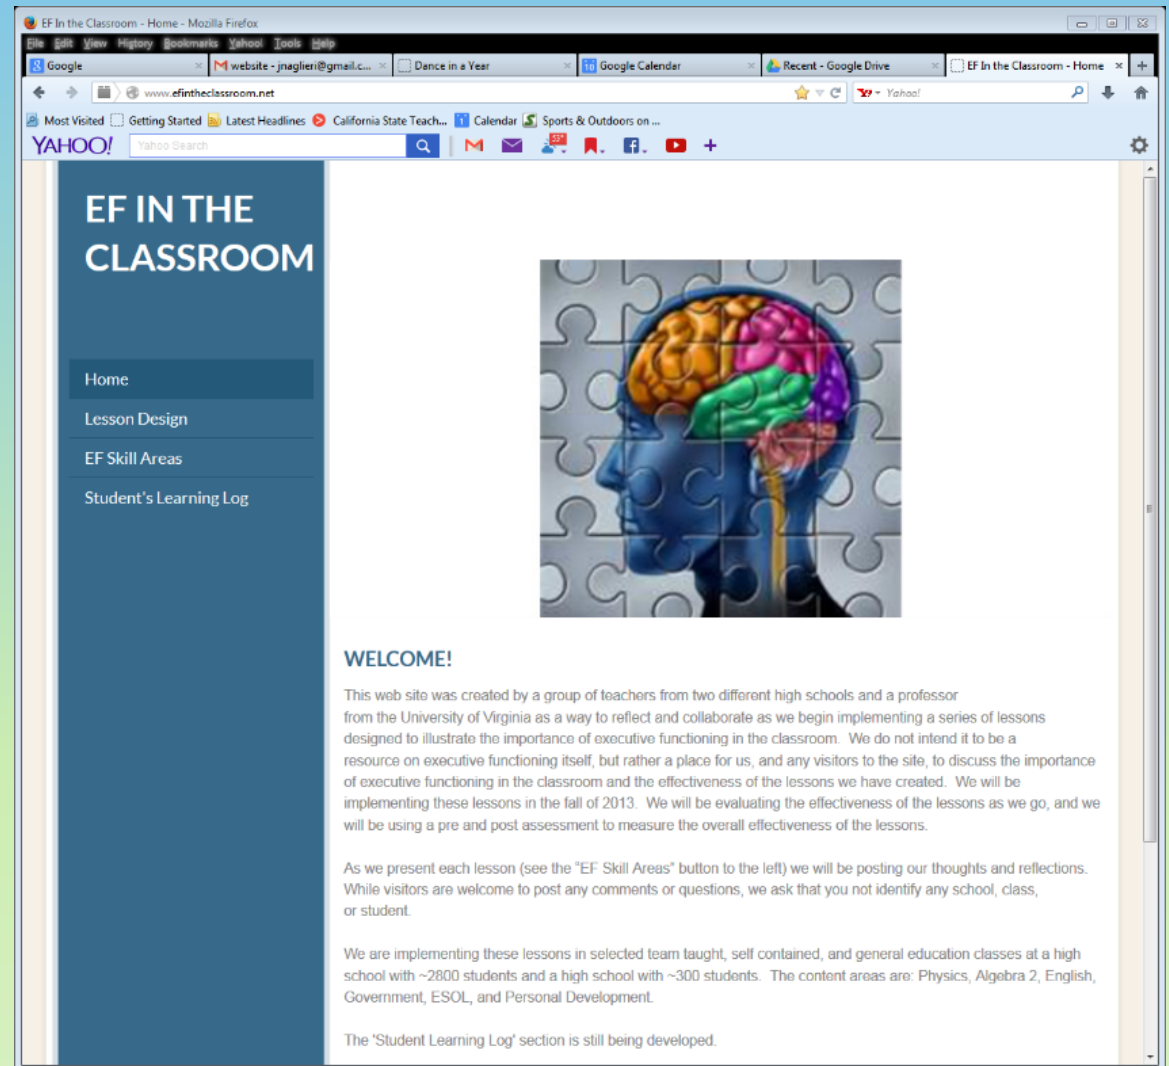 EF In the Classroom - Home - Mozilla Firefox
File Edit View History Bookmarks Yahoo! Tools Help
Google
website - jnaglieri@gmail.c...
Dance in a Year
Google Calendar
Recent - Google Drive
EF In the Classroom - Home
www.efintheclassroom.net
Yahoo!
Most Visited Getting Started Latest Headlines California State Teach... Calendar Sports & Outdoors on ...
YAHOO! Yahoo Search
EF IN THE
CLASSROOM
Home
Lesson Design
EF Skill Areas
Student's Learning Log
WELCOME!
This web site was created by a group of teachers from two different high schools and a professor
from the University of Virginia as a way to reflect and collaborate as we begin implementing a series of lessons
designed to illustrate the importance of executive functioning in the classroom.  We do not intend it to be a
resource on executive functioning itself, but rather a place for us, and any visitors to the site, to discuss the importance
of executive functioning in the classroom and the effectiveness of the lessons we have created.  We will be
implementing these lessons in the fall of 2013.  We will be evaluating the effectiveness of the lessons as we go, and we
will be using a pre and post assessment to measure the overall effectiveness of the lessons.
As we present each lesson (see the "EF Skill Areas" button to the left) we will be posting our thoughts and reflections.
While visitors are welcome to post any comments or questions, we ask that you not identify any school, class,
or student.
We are implementing these lessons in selected team taught, self contained, and general education classes at a high
school with ~2800 students and a high school with ~300 students.  The content areas are: Physics, Algebra 2, English,
Government, ESOL, and Personal Development.
The 'Student Learning Log' section is still being developed.